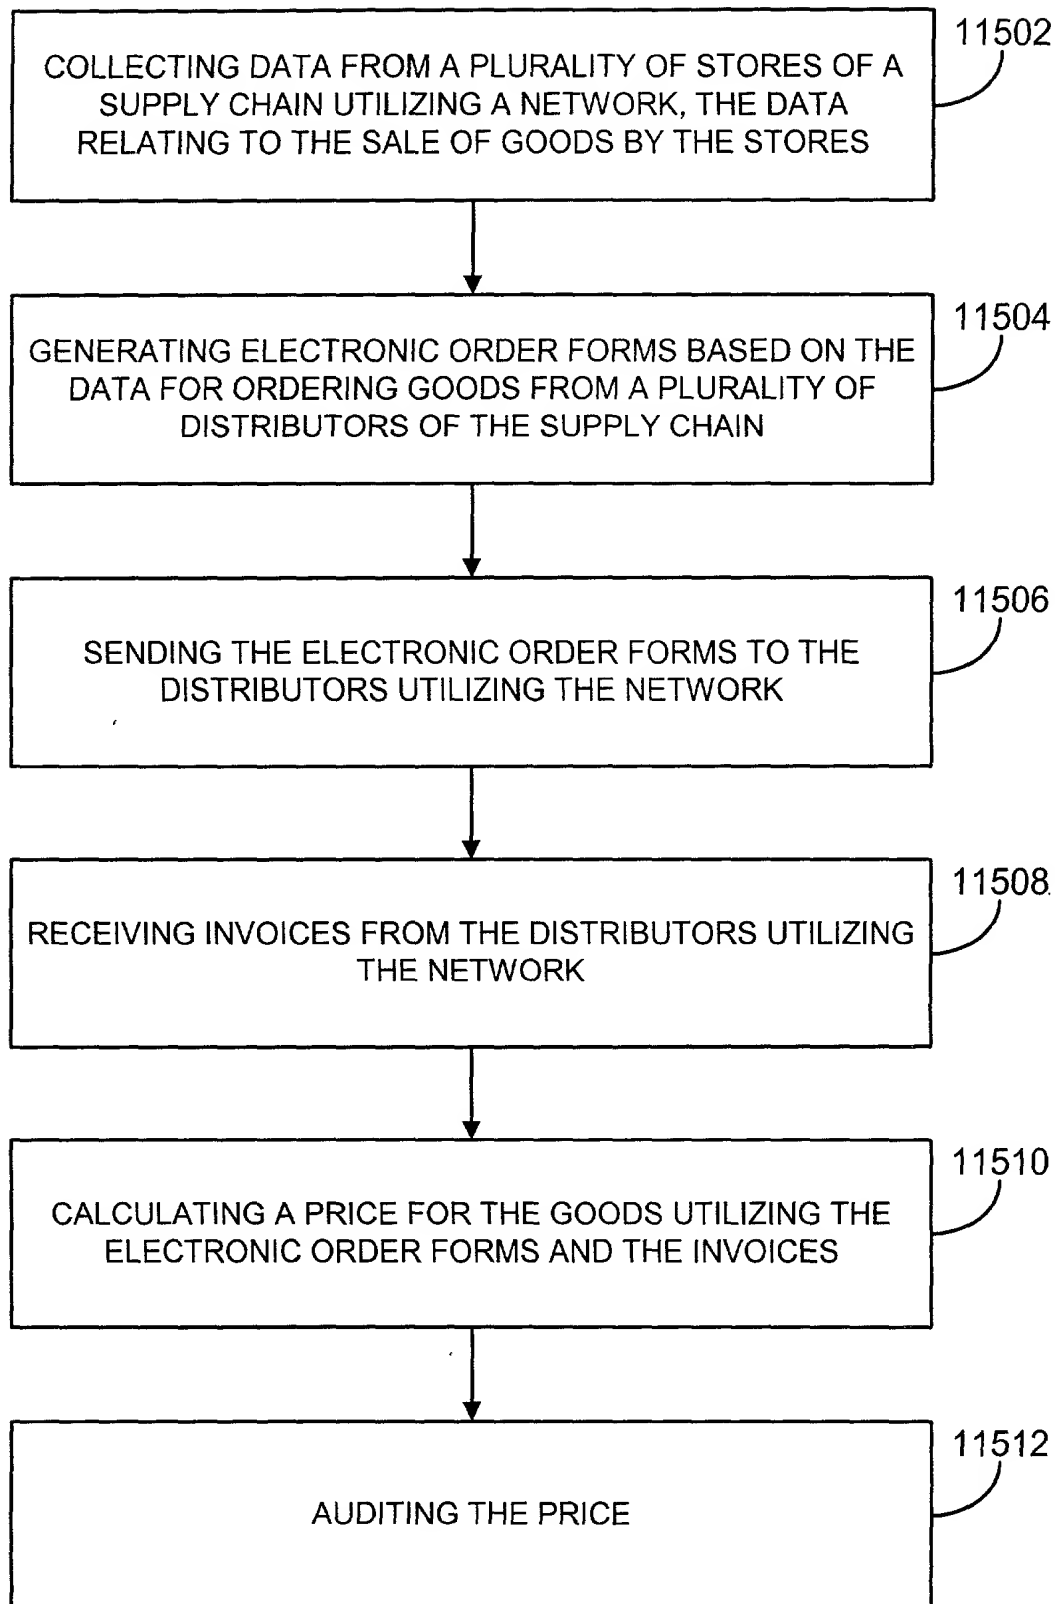 11502
COLLECTING DATA FROM A PLURALITY OF STORES OF A
SUPPLY CHAIN UTILIZING A NETWORK, THE DATA
RELATING TO THE SALE OF GOODS BY THE STORES
11504
GENERATING ELECTRONIC ORDER FORMS BASED ON THE
DATA FOR ORDERING GOODS FROM A PLURALITY OF
DISTRIBUTORS OF THE SUPPLY CHAIN
11506
SENDING THE ELECTRONIC ORDER FORMS TO THE
DISTRIBUTORS UTILIZING THE NETWORK
11508
RECEIVING INVOICES FROM THE DISTRIBUTORS UTILIZING
THE NETWORK
11510
CALCULATING A PRICE FOR THE GOODS UTILIZING THE
ELECTRONIC ORDER FORMS AND THE INVOICES
11512
AUDITING THE PRICE